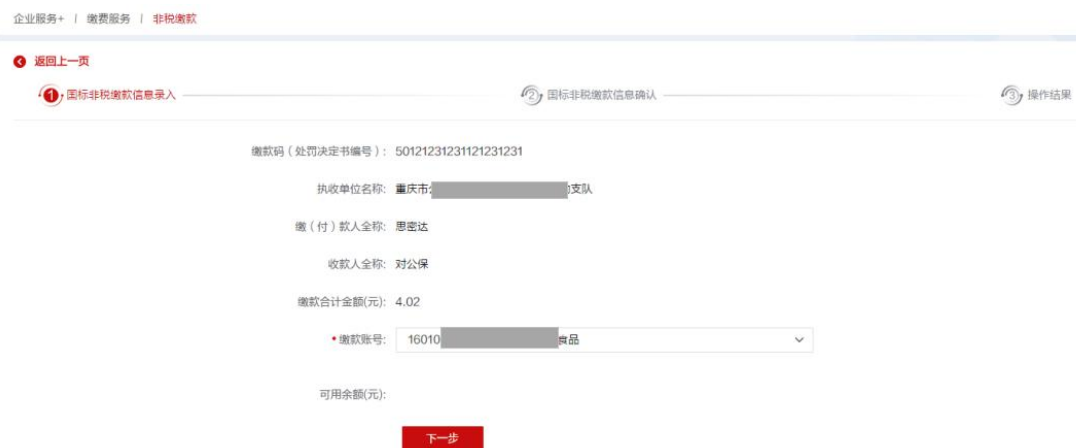 企业服务+ | 缴费服务 | 非税缴款
返回上一页
1 国标非税缴款信息录入 2 国标非税缴款信息确认 3 操作结果
缴款码（处罚决定书编号）: 50121231231121231231
执收单位名称: 重庆市 支队
缴（付）款人全称: 思密达
收款人全称: 对公保
缴款合计金额(元): 4.02
*缴款账号: 16010 食品
可用余额(元):
下一步